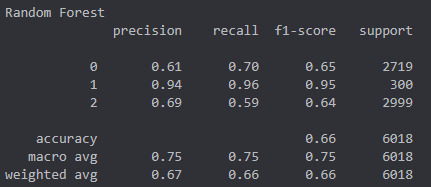 Random Forest
precision recall f1-score support
0 0.61 0.70 0.65 2719
1 0.94 0.96 0.95 300
2 0.69 0.59 0.64 2999
accuracy 0.66 6018
macro avg 0.75 0.75 0.75 6018
weighted avg 0.67 0.66 0.66 6018